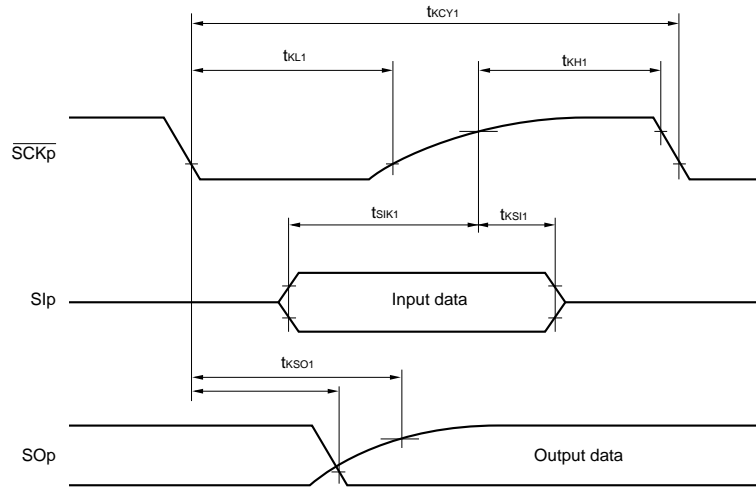 tKCY1
tKL1
tKH1
SCKp
tSIK1
tKSI1
SIp
Input data
tKSO1
SOp
Output data